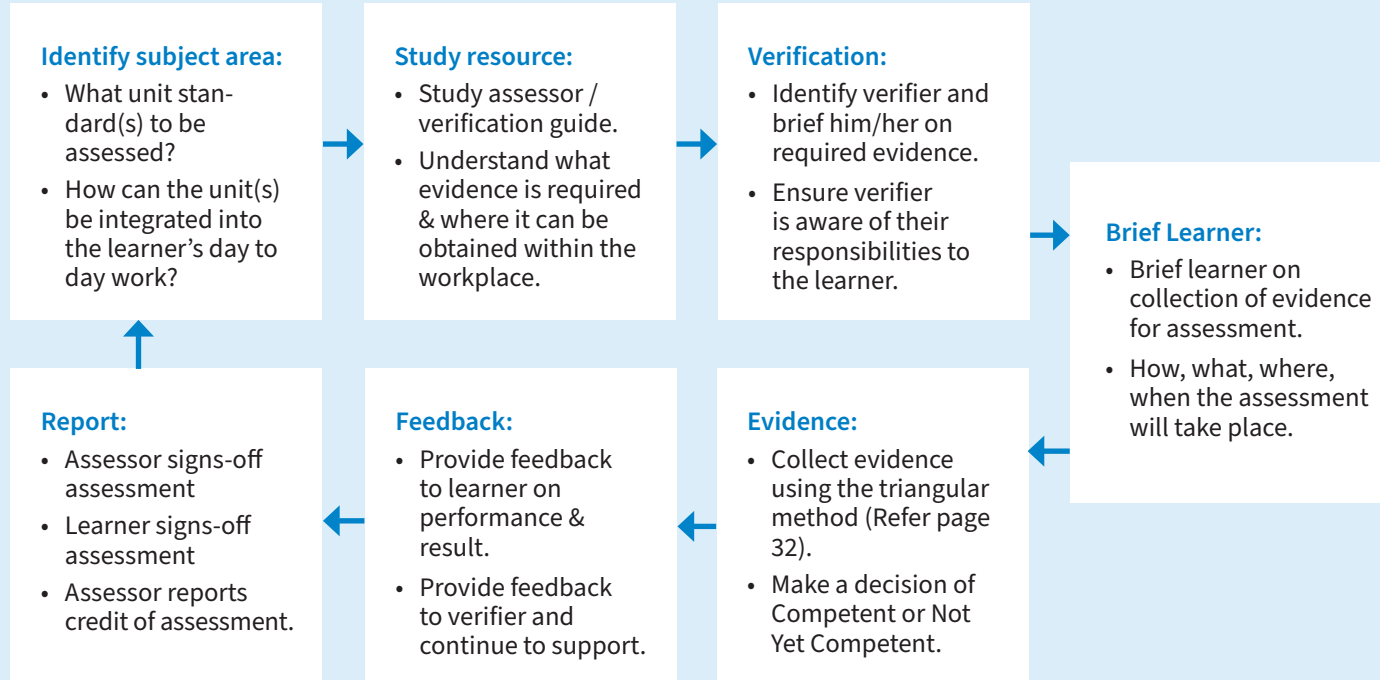 Identify subject area:
• What unit stan-
dard(s) to be
assessed?
• How can the unit(s)
be integrated into
the learner’s day to
day work?
Study resource:
• Study assessor /
verification guide.
• Understand what
evidence is required
& where it can be
obtained within the
workplace.
Verification:
• Identify verifier and
brief him/her on
required evidence.
• Ensure verifier
is aware of their
responsibilities to
the learner.
Brief Learner:
• Brief learner on
collection of evidence
for assessment.
• How, what, where,
when the assessment
will take place.
Evidence:
• Collect evidence
using the triangular
method (Refer page
32).
• Make a decision of
Competent or Not
Yet Competent.
Feedback:
• Provide feedback
to learner on
performance &
result.
• Provide feedback
to verifier and
continue to support.
Report:
• Assessor signs-off
assessment
• Learner signs-off
assessment
• Assessor reports
credit of assessment.